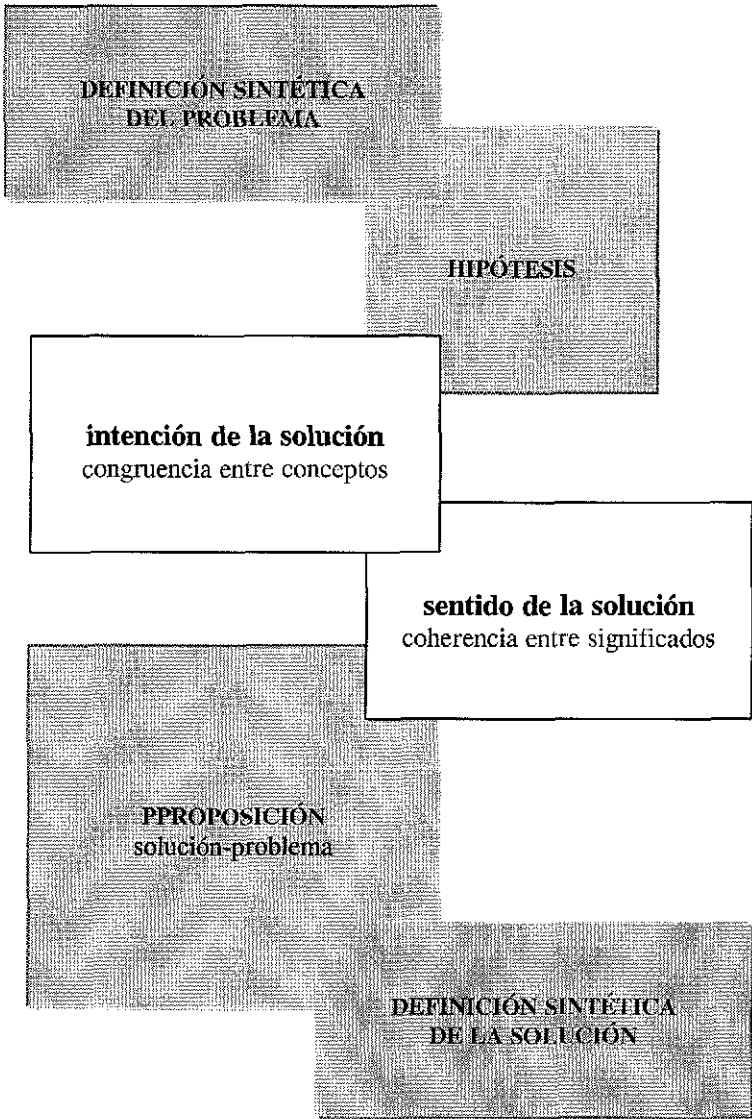 DEFINICIÓN SINTÉTICA
DEL PROBLEMA
HIPÓTESIS
intención de la solución
congruencia entre conceptos
sentido de la solución
coherencia entre significados
PPROPOSICIÓN
solución-problema
DEFINICIÓN SINTÉTICA
DE LA SOLUCIÓN